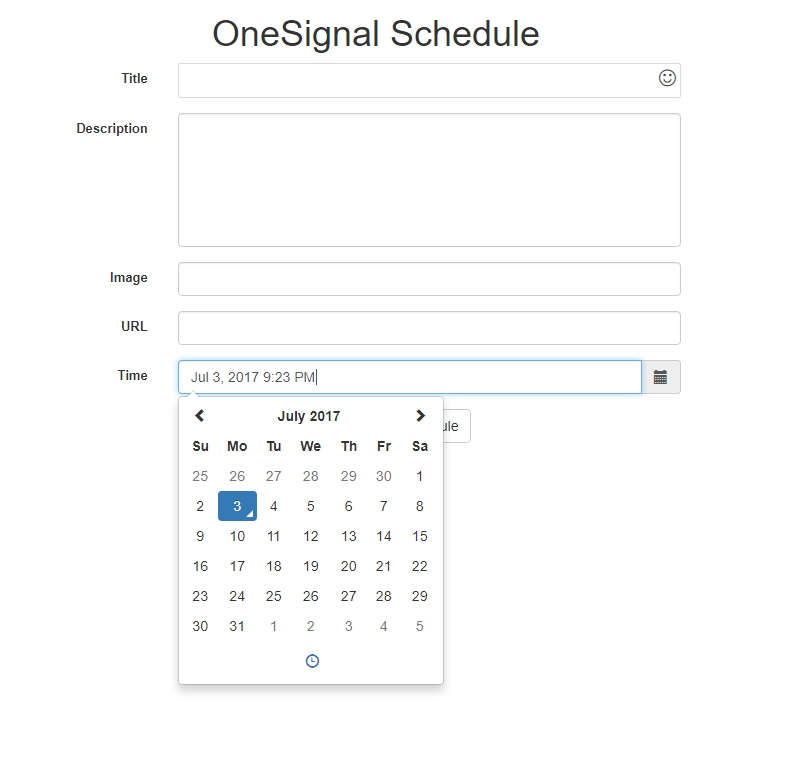 OneSignal Schedule
Title
Description
Image
URL
Time Jul 3, 2017 9:23 PM
July 2017
Su Mo Tu We Th Fr Sa
25 26 27 28 29 30 1
2 3 4 5 6 7 8
9 10 11 12 13 14 15
16 17 18 19 20 21 22
23 24 25 26 27 28 29
30 31 1 2 3 4 5